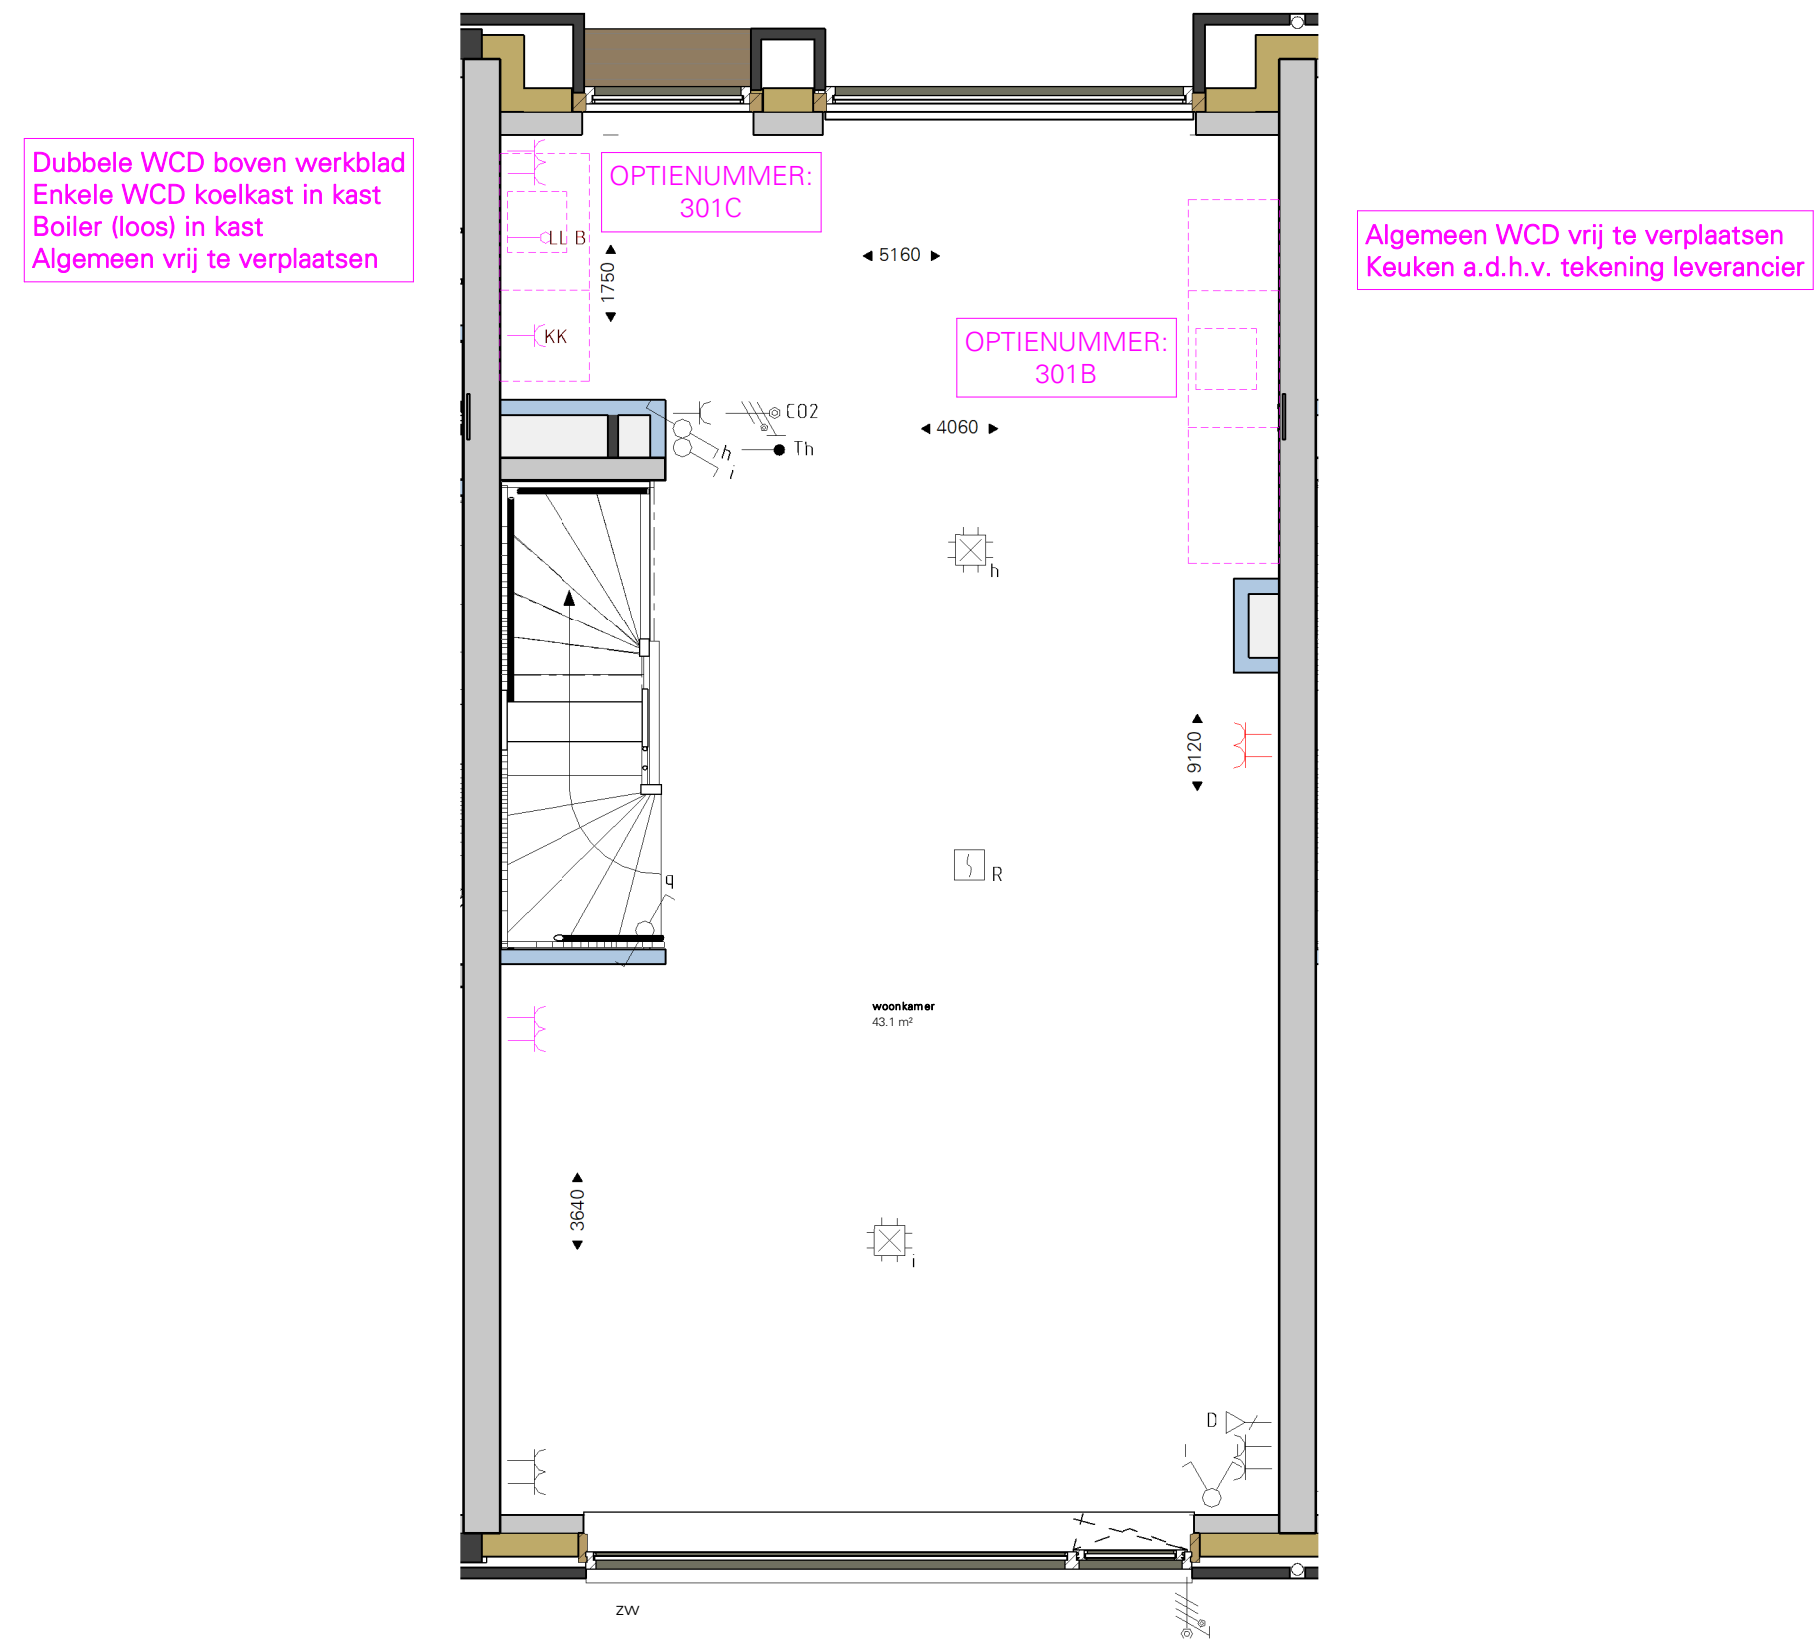 Dubbele WCD boven werkblad
Enkele WCD koelkast in kast
Boiler (loos) in kast
Algemeen vrij te verplaatsen
OPTIENUMMER:
301C
LL B
1750
5160
Algemeen WCD vrij te verplaatsen
Keuken a.d.h.v. tekening leverancier
KK
OPTIENUMMER:
301B
CO2
4060
h
Th
i
h
9120
R
q
woonkamer
43.1 m²
3640
i
D
zw